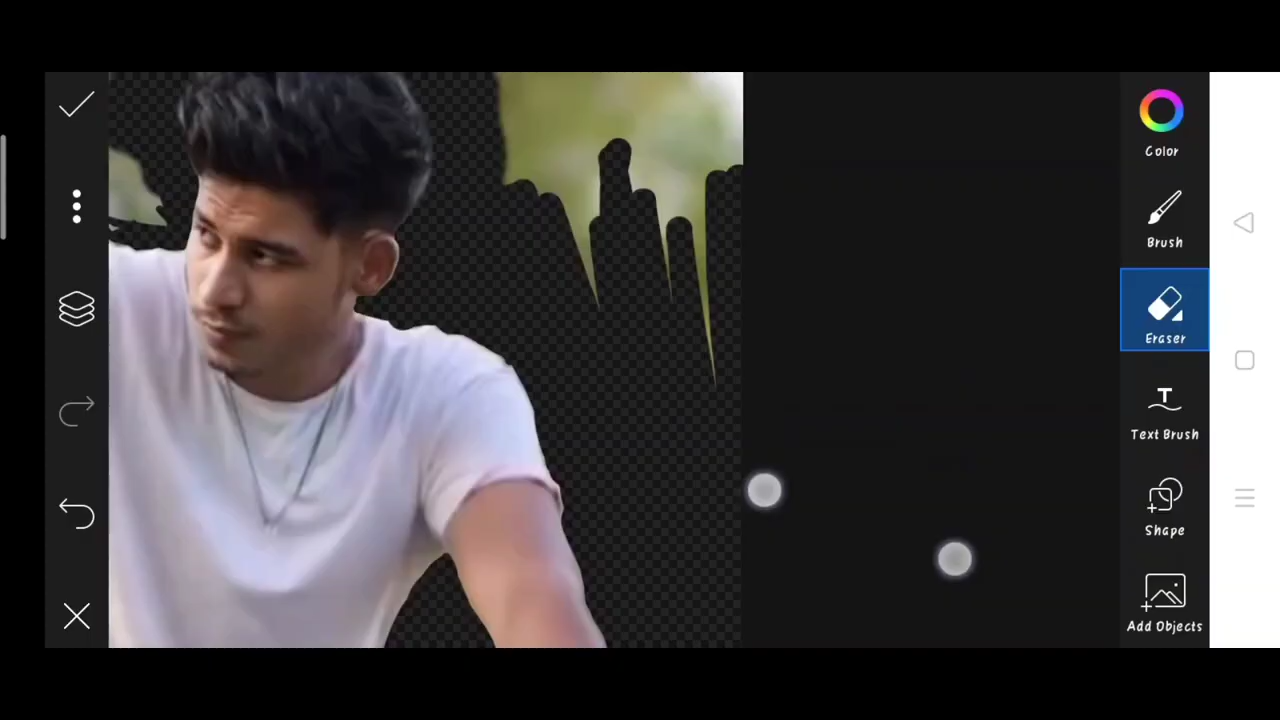 Color
Brush
Eraser
Text Brush
Shape
Add Objects